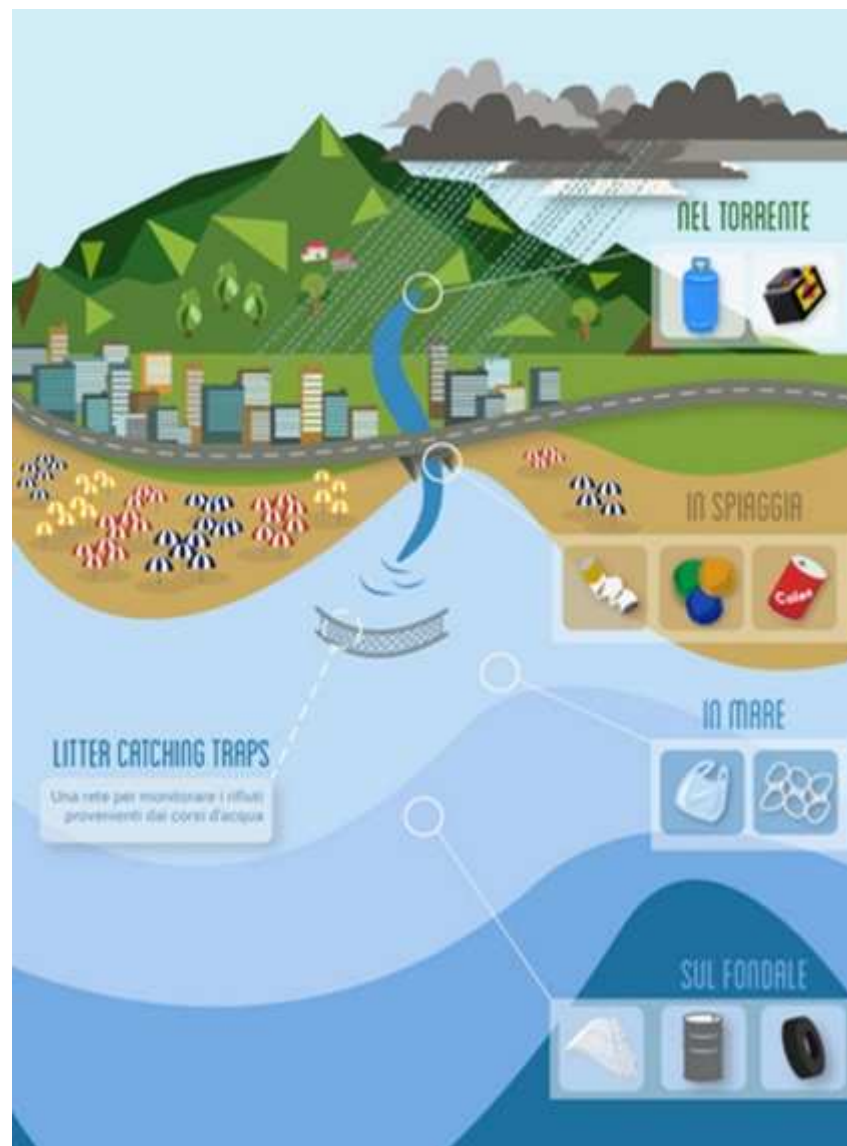 NEL TORRENTE
IN SPIAGGIA
IN MARE
LITTER CATCHING TRAPS
Una rete per monitorare i rifiuti
provenienti dai corsi d'acqua
SUL FONDALE